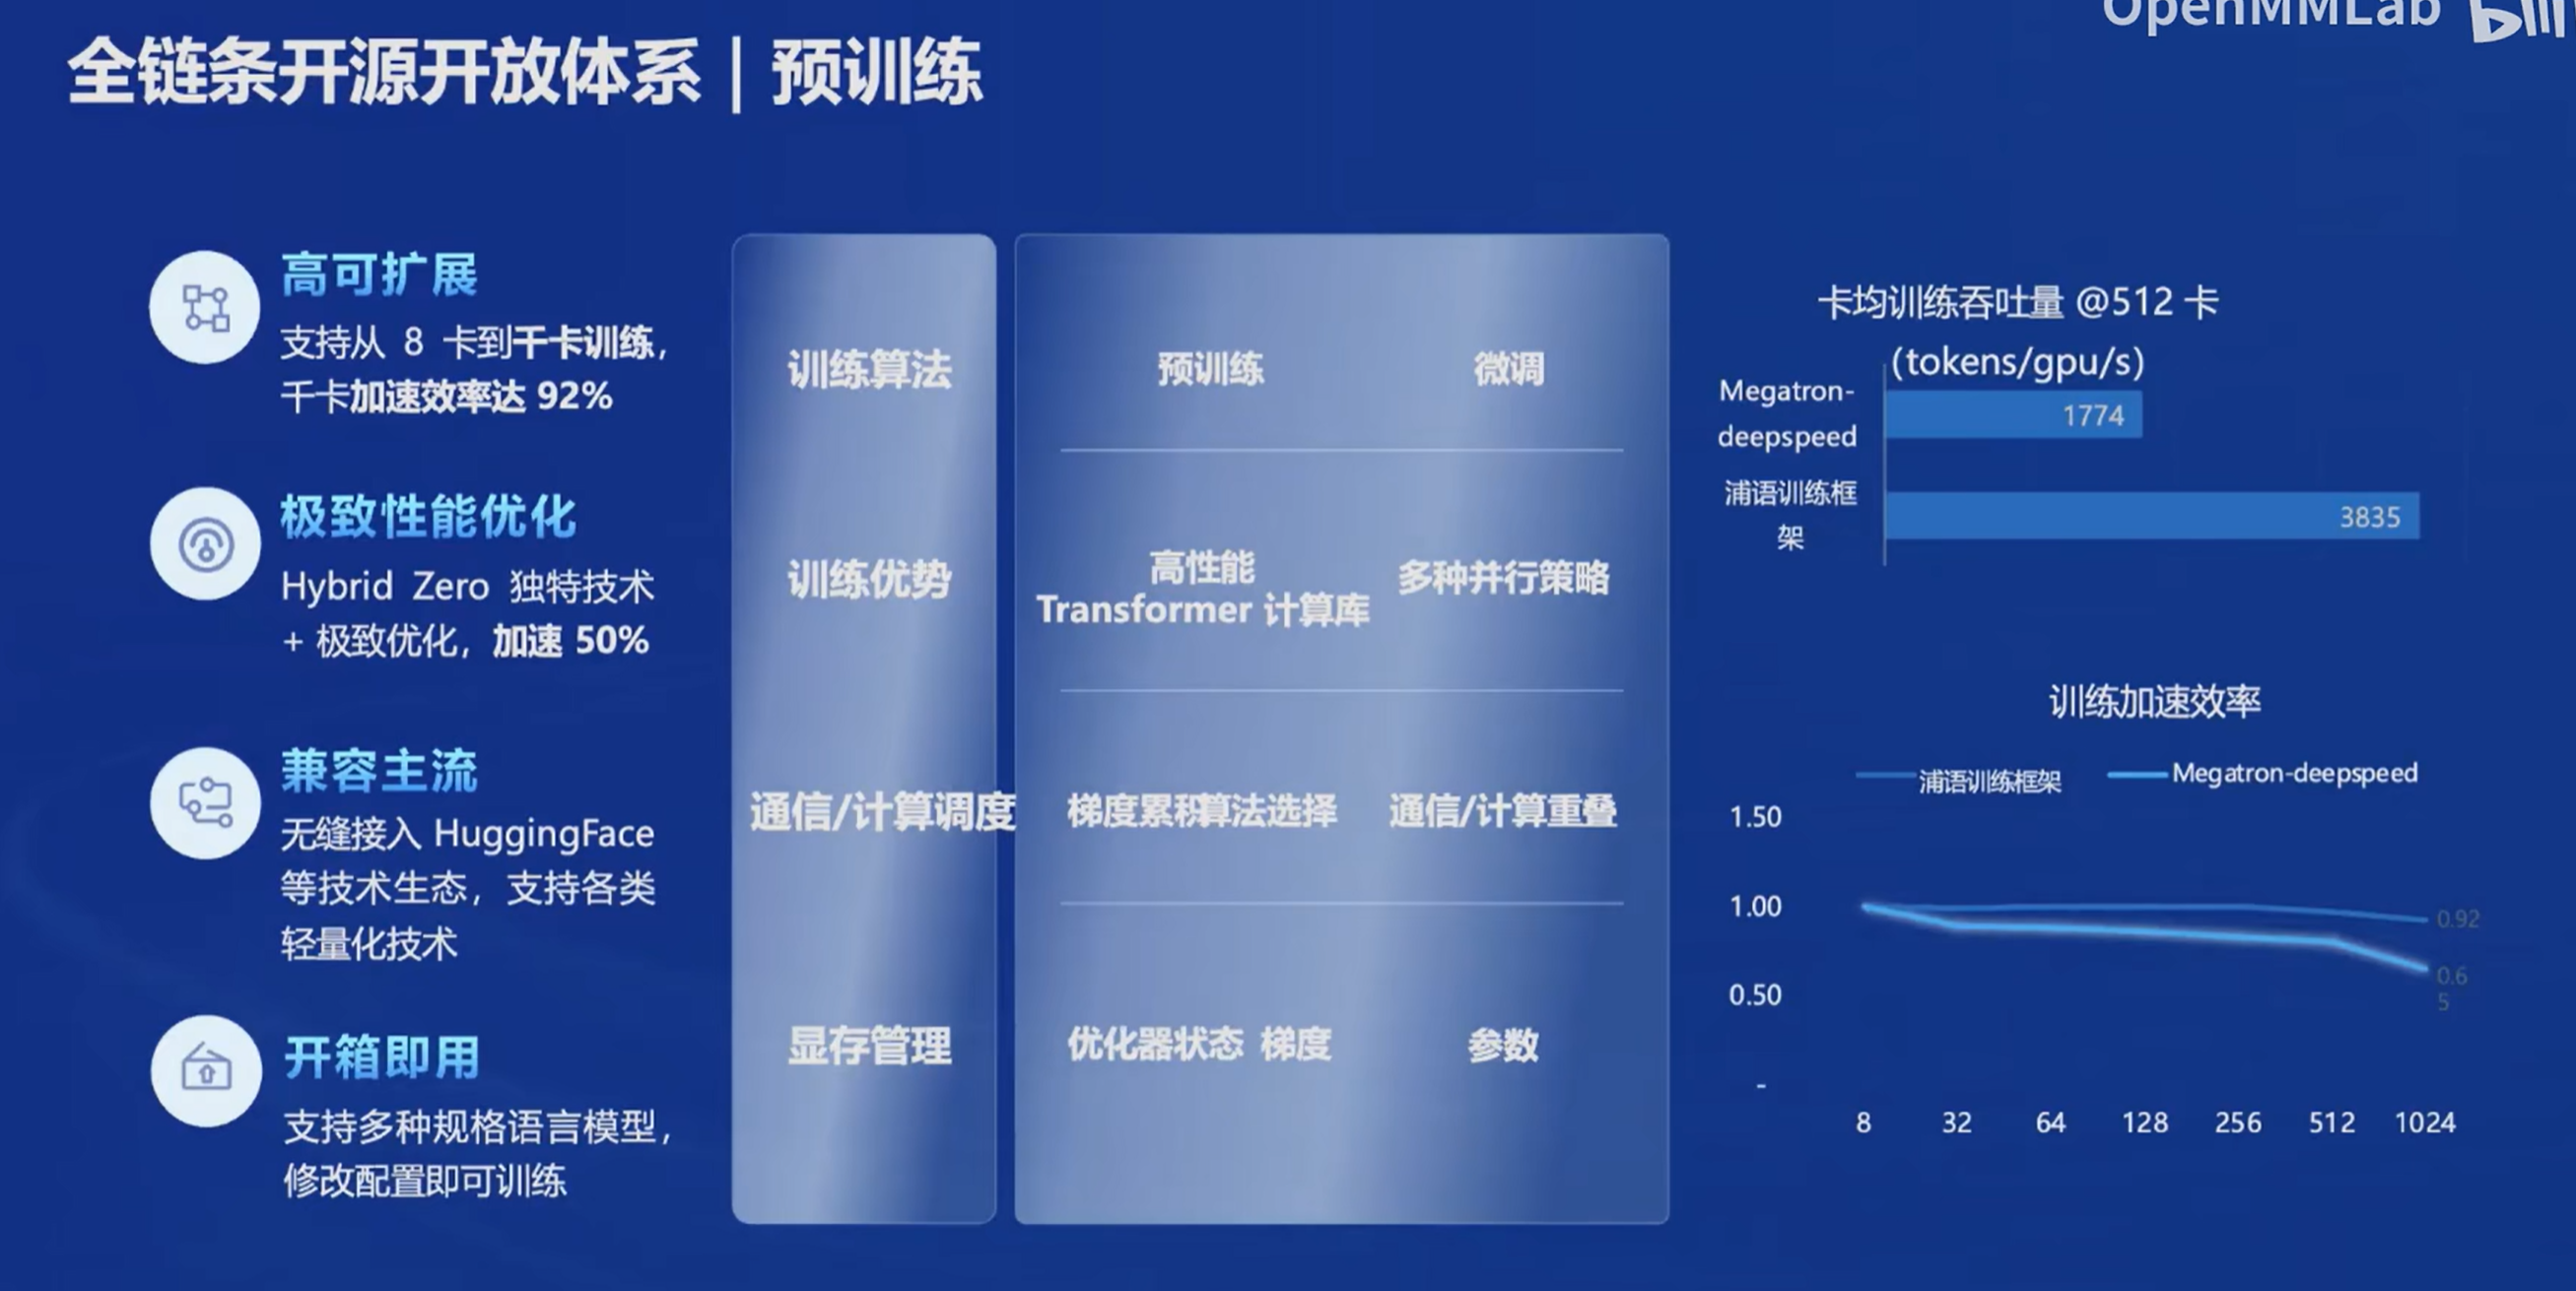 OpenMMLab
全链条开源开放体系｜预训练
高可扩展
支持从 8 卡到千卡训练，
千卡加速效率达 92%
极致性能优化
Hybrid Zero 独特技术
+ 极致优化，加速 50%
兼容主流
无缝接入 HuggingFace
等技术生态，支持各类
轻量化技术
开箱即用
支持多种规格语言模型，
修改配置即可训练
训练算法
预训练 微调
训练优势
高性能
Transformer 计算库
多种并行策略
通信/计算调度
梯度累积 算法选择 通信/计算重叠
显存管理
优化器状态 梯度 参数
卡均训练吞吐量 @512 卡
(tokens/gpu/s)
Megatron-
deepspeed
1774
浦语训练框
架
3835
训练加速效率
浦语训练框架 Megatron-deepspeed
1.50
1.00
0.50
-
0.92
0.6
5
8 32 64 128 256 512 1024